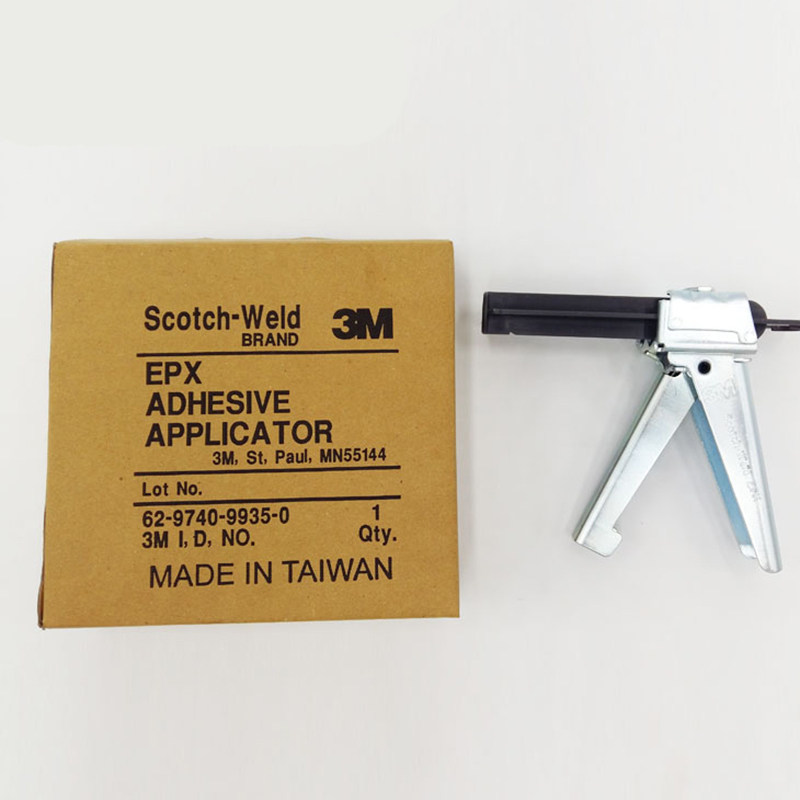 Scotch-Weld 3M
BRAND
EPX
ADHESIVE
APPLICATOR
3M, St, Paul, MN55144
Lot No.
62-9740-9935-0 1
3M I,D, NO. Qty.
MADE IN TAIWAN